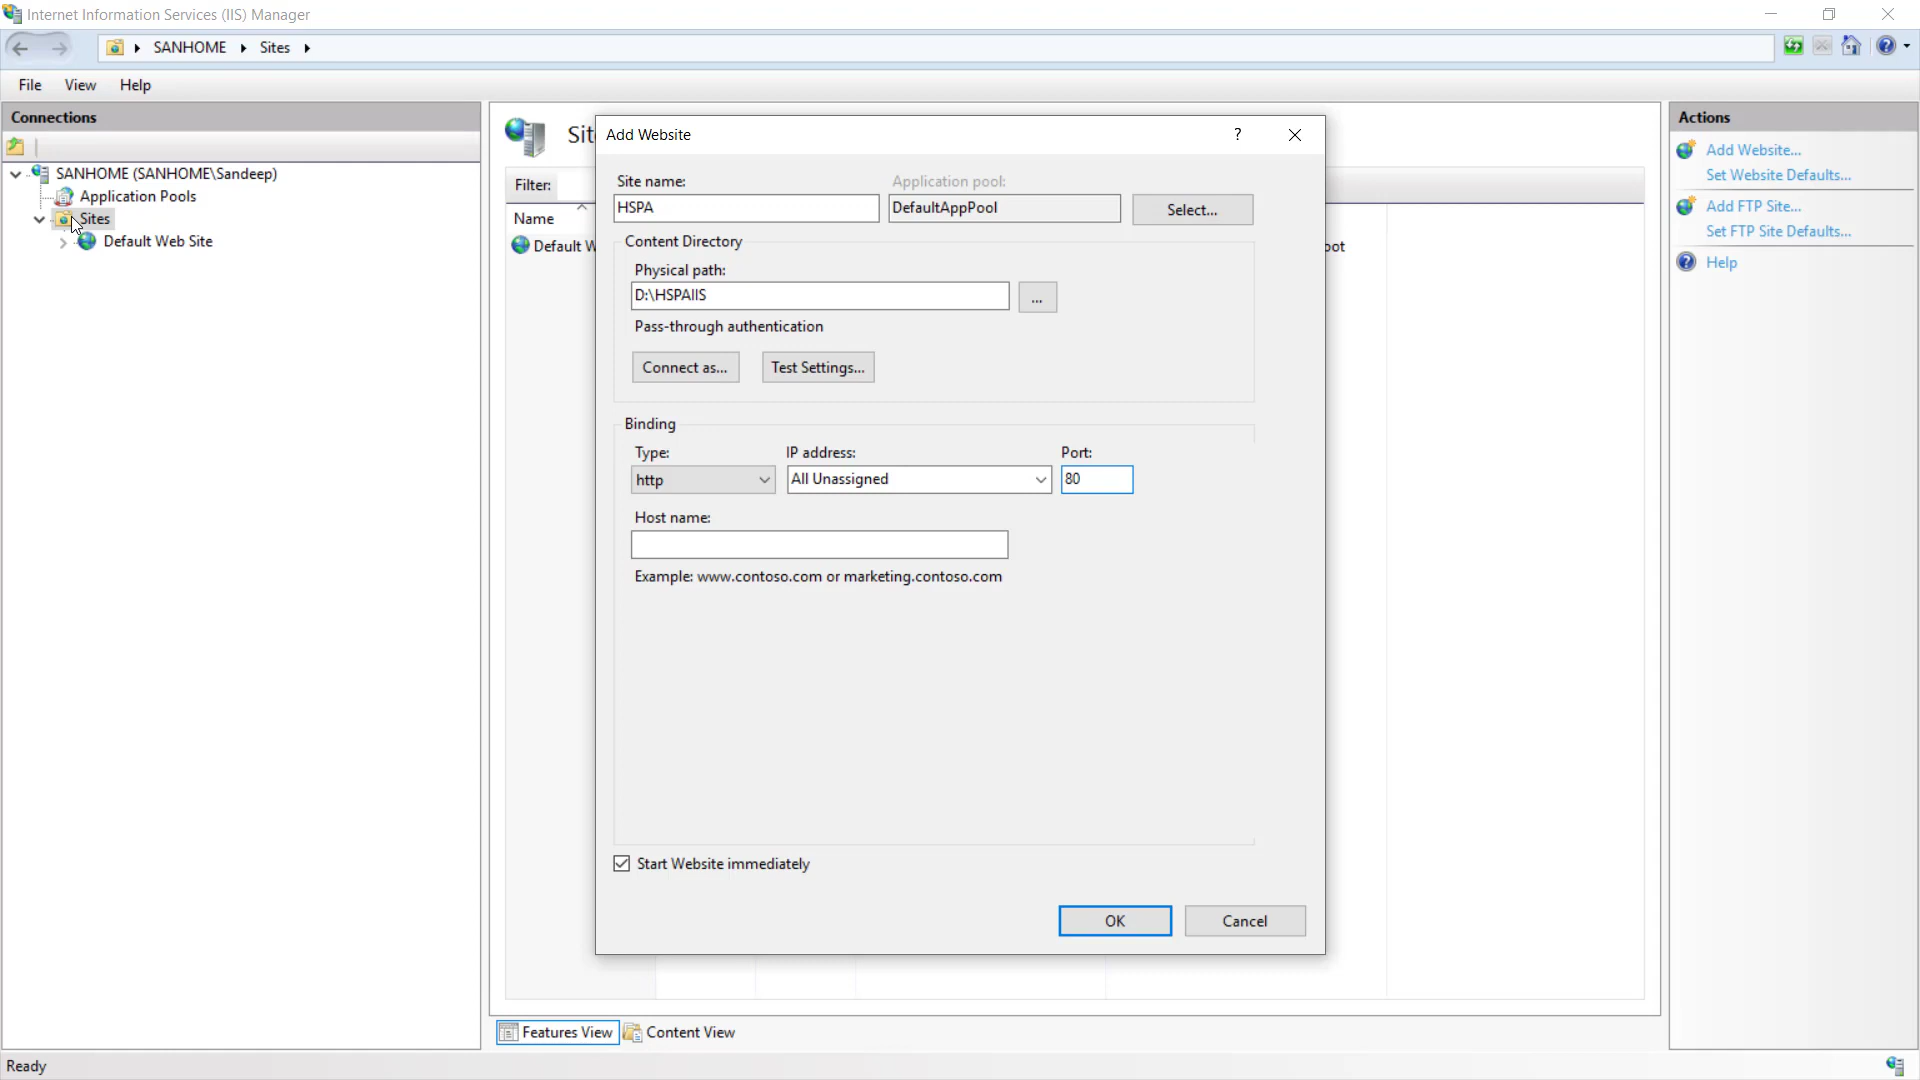 Internet Information Services (IIS) Manager
SANHOME
Sites
File
View
Help
Connections
SANHOME (SANHOME\Sandeep)
Application Pools
Sites
Default Web Site
Filter:
Name
Default
Add Website
Site name:
Application pool:
HSPA
DefaultAppPool
Select...
Content Directory
Physical path:
D:\HSPAIIS
...
Pass-through authentication
Connect as...
Test Settings...
Binding
Type:
IP address:
Port:
http
All Unassigned
80
Host name:
Example: www.contoso.com or marketing.contoso.com
Start Website immediately
OK
Cancel
Features View
Content View
Actions
Add Website...
Set Website Defaults...
Add FTP Site...
Set FTP Site Defaults...
Help
Ready